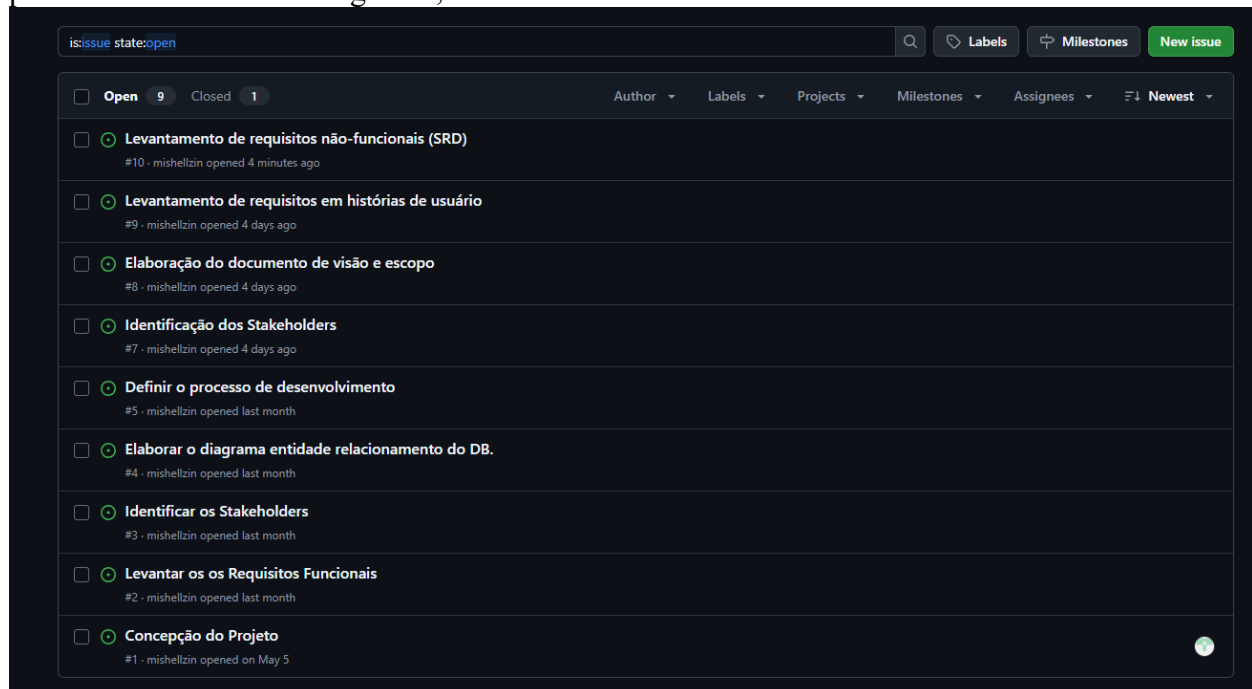 is:issue state:open
Labels
Milestones
New issue
Open 9 Closed 1
Author
Labels
Projects
Milestones
Assignees
Newest
Levantamento de requisitos não-funcionais (SRD)
#10 · mishellzin opened 4 minutes ago
Levantamento de requisitos em histórias de usuário
#9 · mishellzin opened 4 days ago
Elaboração do documento de visão e escopo
#8 · mishellzin opened 4 days ago
Identificação dos Stakeholders
#7 · mishellzin opened 4 days ago
Definir o processo de desenvolvimento
#5 · mishellzin opened last month
Elaborar o diagrama entidade relacionamento do DB.
#4 · mishellzin opened last month
Identificar os Stakeholders
#3 · mishellzin opened last month
Levantar os os Requisitos Funcionais
#2 · mishellzin opened last month
Concepção do Projeto
#1 · mishellzin opened on May 5